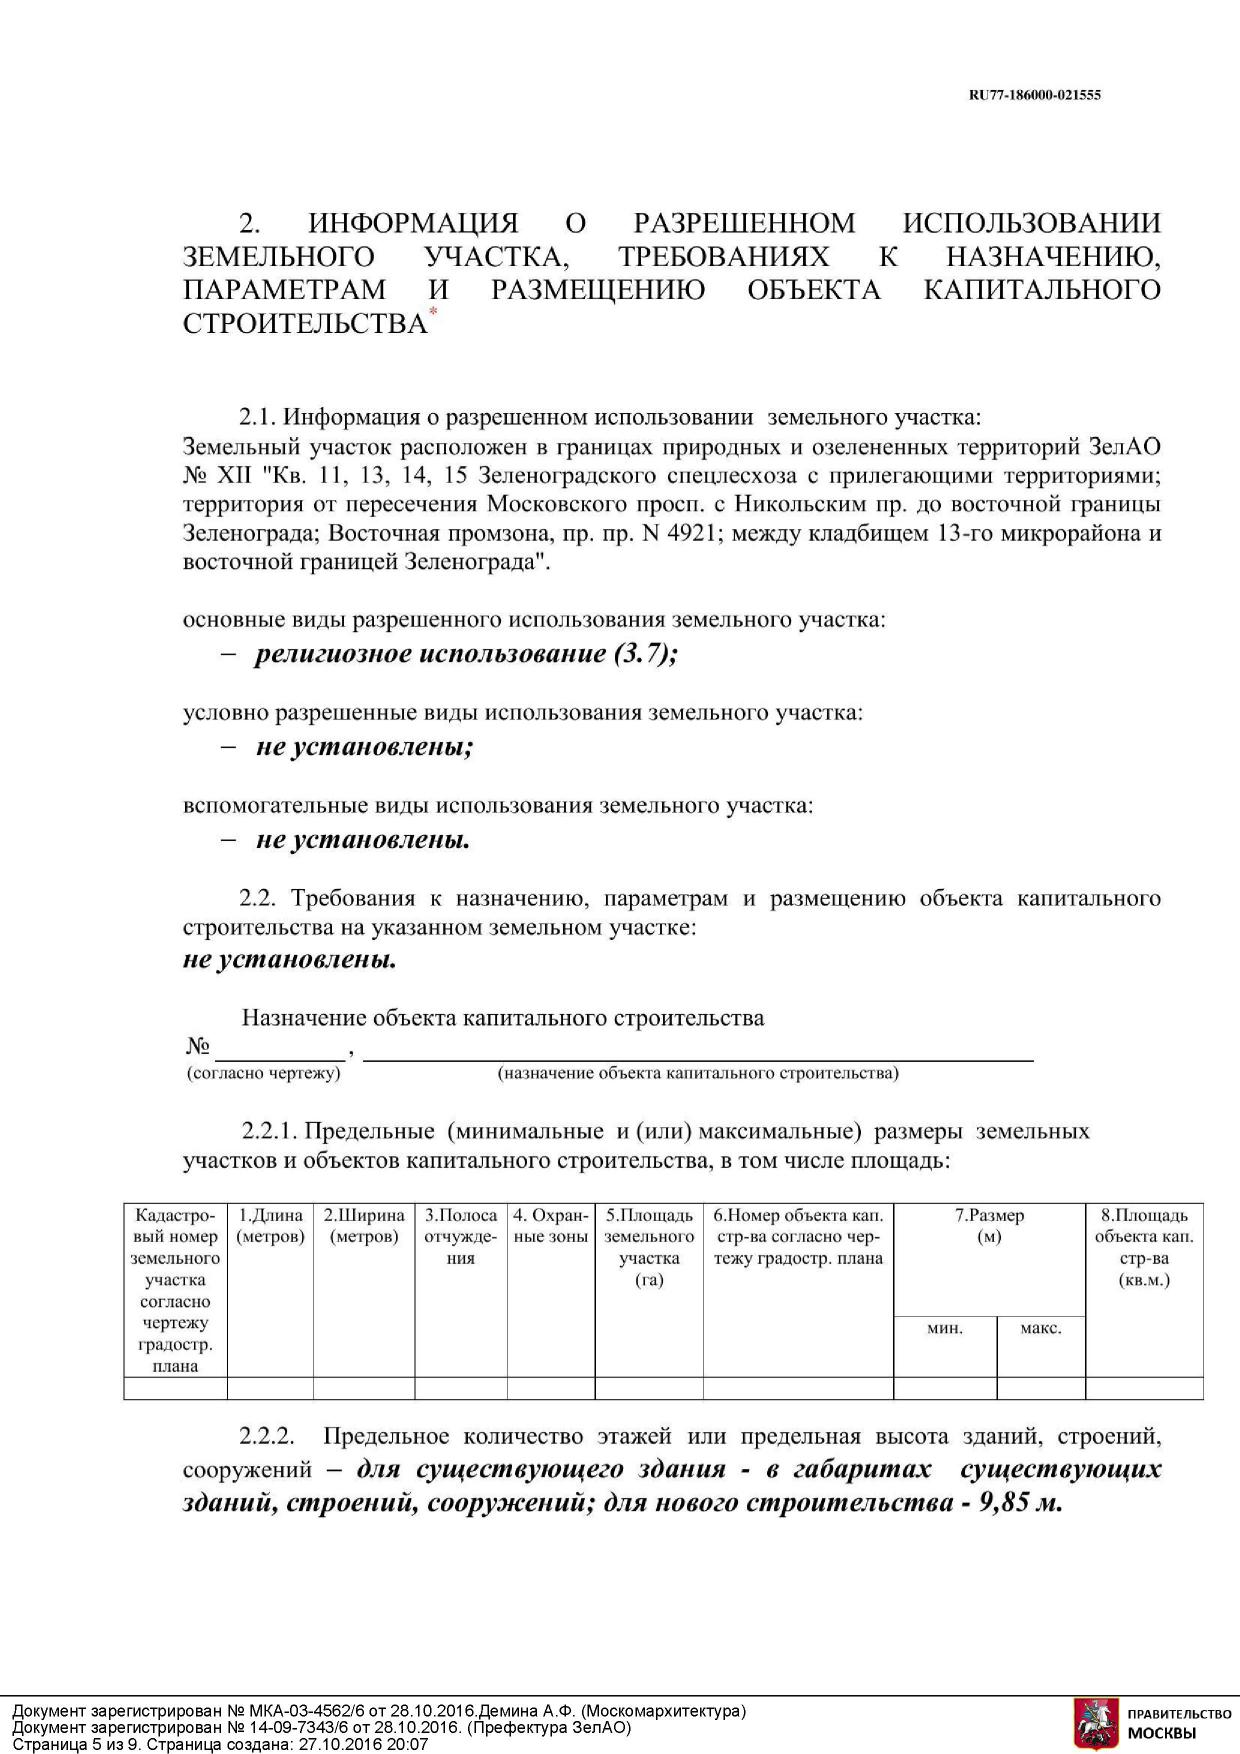 RU77-186000-021555
2. ИНФОРМАЦИЯ О РАЗРЕШЕННОМ ИСПОЛЬЗОВАНИИ
ЗЕМЕЛЬНОГО УЧАСТКА, ТРЕБОВАНИЯХ К НАЗНАЧЕНИЮ,
ПАРАМЕТРАМ И РАЗМЕЩЕНИЮ ОБЪЕКТА КАПИТАЛЬНОГО
СТРОИТЕЛЬСТВА*
2.1. Информация о разрешенном использовании земельного участка:
Земельный участок расположен в границах природных и озелененных территорий ЗелАО
№ XII "Кв. 11, 13, 14, 15 Зеленоградского спецлесхоза с прилегающими территориями;
территория от пересечения Московского просп. с Никольским пр. до восточной границы
Зеленограда; Восточная промзона, пр. пр. N 4921; между кладбищем 13-го микрорайона и
восточной границей Зеленограда".
основные виды разрешенного использования земельного участка:
– религиозное использование (3.7);
условно разрешенные виды использования земельного участка:
– не установлены;
вспомогательные виды использования земельного участка:
– не установлены.
2.2. Требования к назначению, параметрам и размещению объекта капитального
строительства на указанном земельном участке:
не установлены.
Назначение объекта капитального строительства
№ __________, ____________________
(согласно чертежу) (назначение объекта капитального строительства)
2.2.1. Предельные (минимальные и (или) максимальные) размеры земельных
участков и объектов капитального строительства, в том числе площадь:
Кадастро-
вый номер
земельного
участка
согласно
чертежу
градостр.
плана
1.Длина
(метров)
2.Ширина
(метров)
3.Полоса
отчужде-
ния
4. Охран-
ные зоны
5.Площадь
земельного
участка
(га)
6.Номер объекта кап.
стр-ва согласно чер-
тежу градостр. плана
7.Размер
(м)
мин.
макс.
8.Площадь
объекта кап.
стр-ва
(кв.м.)
2.2.2. Предельное количество этажей или предельная высота зданий, строений,
сооружений – для существующего здания - в габаритах существующих
зданий, строений, сооружений; для нового строительства - 9,85 м.
Документ зарегистрирован № МКА-03-4562/6 от 28.10.2016.Демина А.Ф. (Москомархитектура)
Документ зарегистрирован № 14-09-7343/6 от 28.10.2016. (Префектура ЗелАО)
Страница 5 из 9. Страница создана: 27.10.2016 20:07
ПРАВИТЕЛЬСТВО
МОСКВЫ